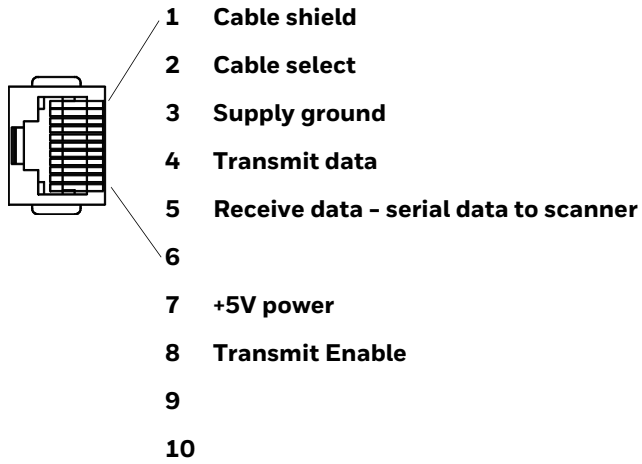 1 Cable shield
2 Cable select
3 Supply ground
4 Transmit data
5 Receive data - serial data to scanner
6
7 +5V power
8 Transmit Enable
9
10